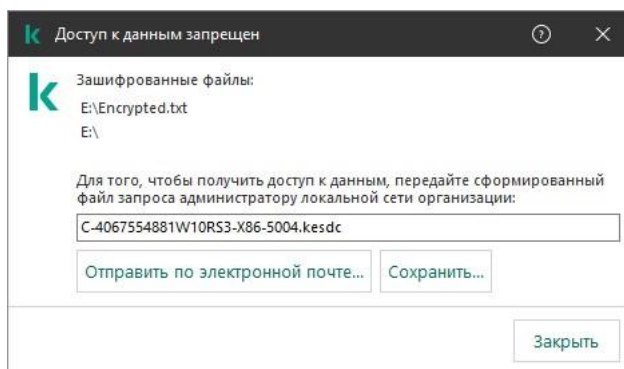 Доступ к данным запрещен
Зашифрованные файлы:
E:\Encrypted.txt
E:\
Для того, чтобы получить доступ к данным, передайте сформированный
файл запроса администратору локальной сети организации:
C-4067554881W10RS3-X86-5004.kesdc
Отправить по электронной почте... Сохранить...
Закрыть